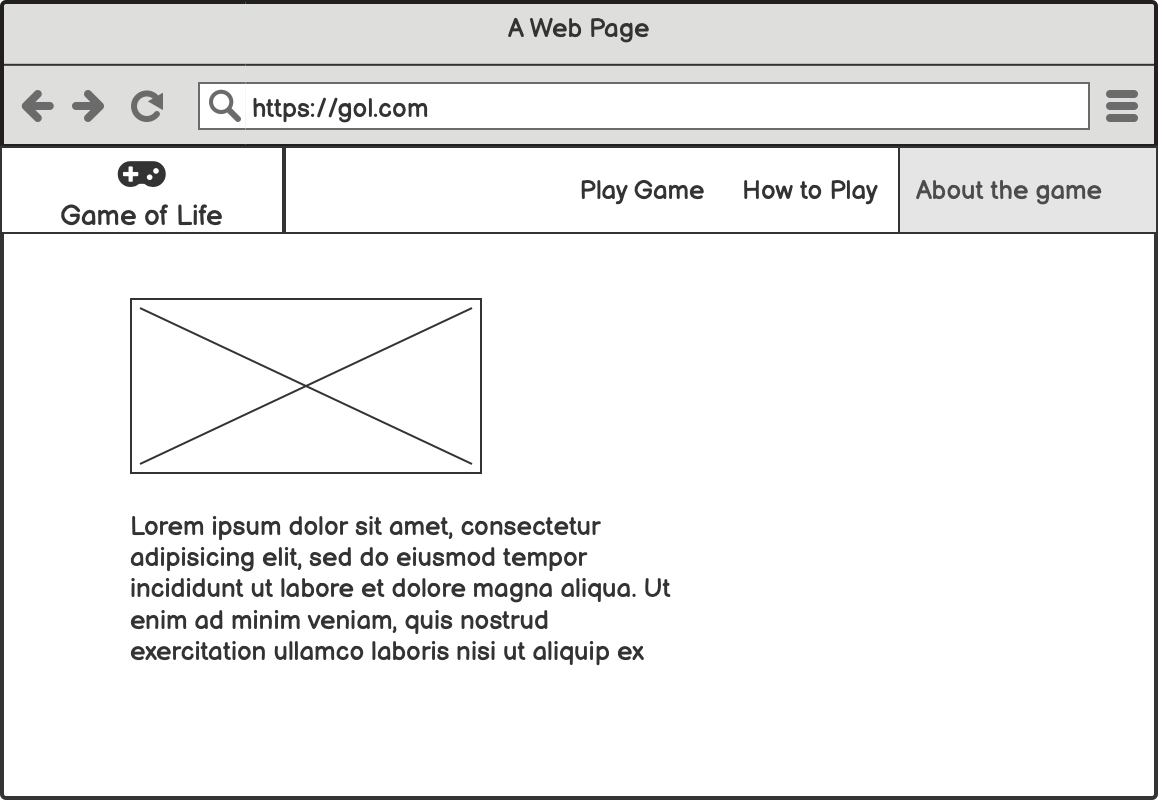 A Web Page
https://gol.com
Game of Life
Play Game
How to Play
About the game
Lorem ipsum dolor sit amet, consectetur
adipisicing elit, sed do eiusmod tempor
incididunt ut labore et dolore magna aliqua. Ut
enim ad minim veniam, quis nostrud
exercitation ullamco laboris nisi ut aliquip ex